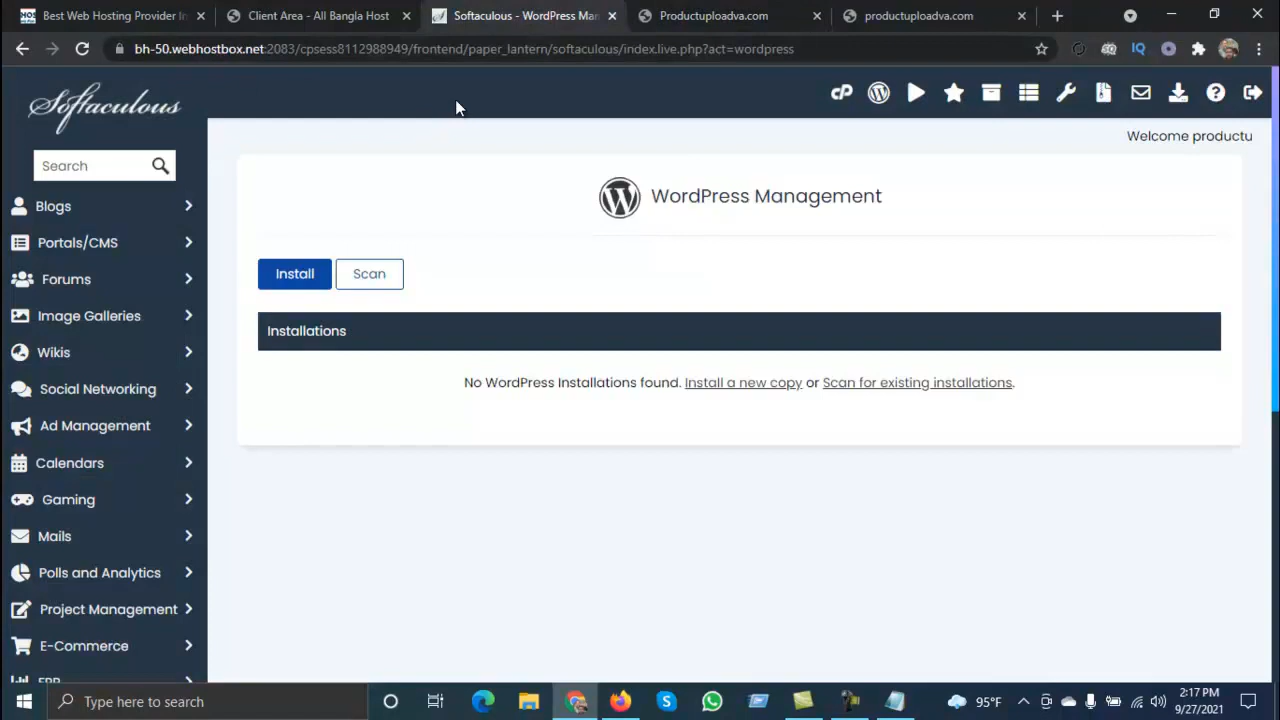 Best Web Hosting Provider In
Client Area - All Bangla Host
Softaculous - WordPress Man
Productuploadva.com
productuploadva.com
bh-50.webhostbox.net:2083/cpsess8112988949/frontend/paper_lantern/softaculous/index.live.php?act=wordpress
Softaculous
cP
Welcome productu
Search
WordPress Management
Blogs
Portals/CMS
Install
Scan
Forums
Image Galleries
Installations
Wikis
No WordPress Installations found. Install a new copy or Scan for existing installations.
Social Networking
Ad Management
Calendars
Gaming
Mails
Polls and Analytics
Project Management
E-Commerce
ERP
Type here to search
95°F
2:17 PM
9/27/2021